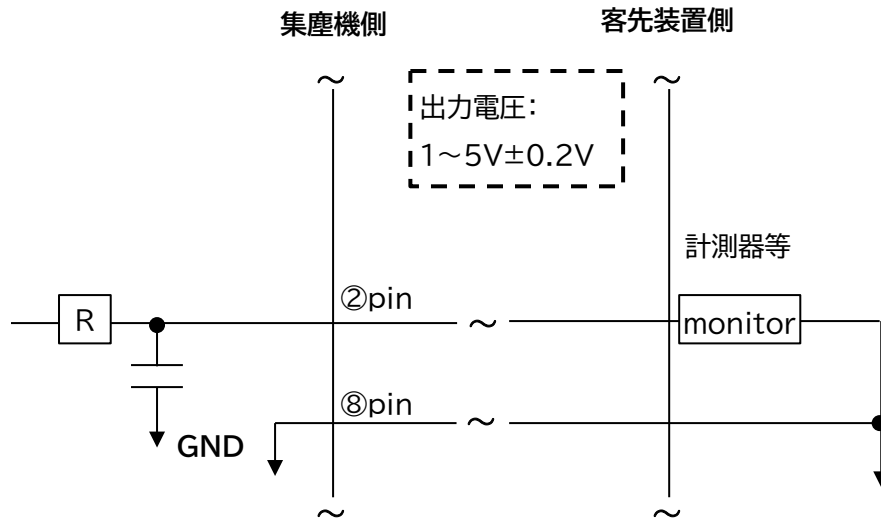 集塵機側
客先装置側
出力電圧:
1~5V±0.2V
計測器等
②pin
R
monitor
⑧pin
GND